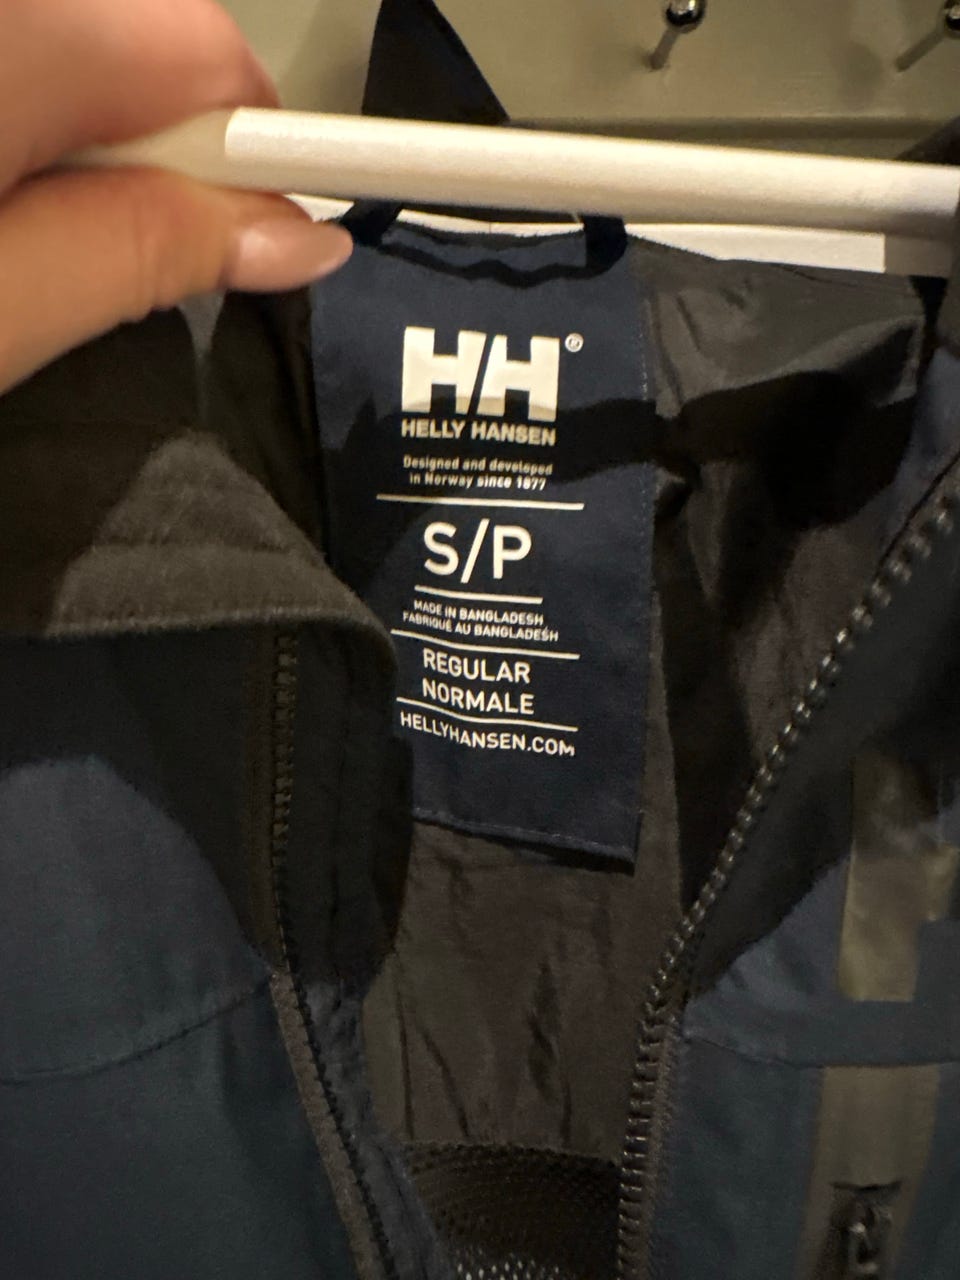 H/H®
HELLY HANSEN
Designed and developed
in Norway since 1877
S/P
MADE IN BANGLADESH
FABRIQUÉ AU BANGLADESH
REGULAR
NORMALE
HELLYHANSEN.COM